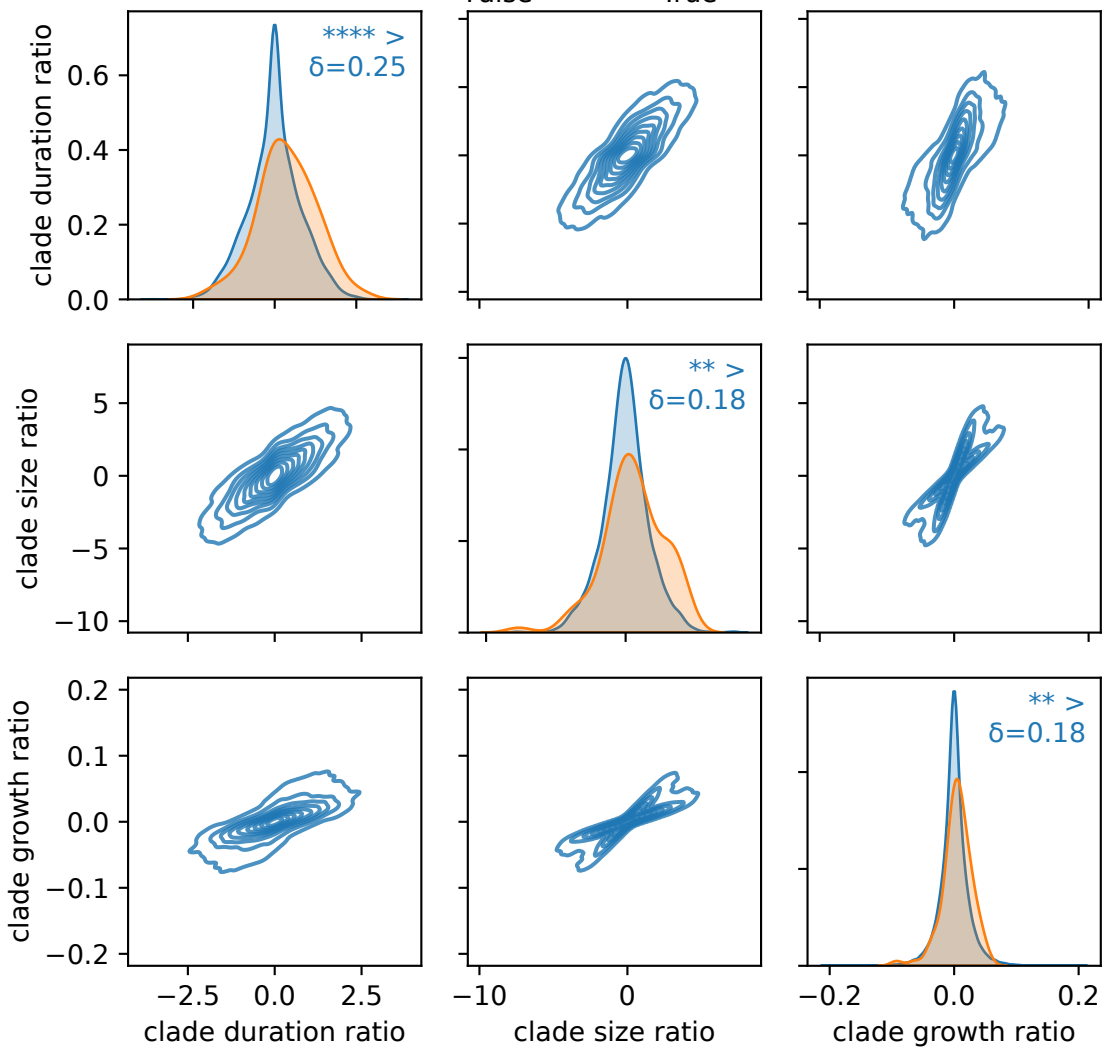 False True
clade duration ratio
0.6
0.4
0.2
0.0
**** >
δ=0.25
clade size ratio
5
0
−5
−10
** >
δ=0.18
clade growth ratio
0.2
0.1
0.0
−0.1
−0.2
** >
δ=0.18
−2.5 0.0 2.5
−10 0
−0.2 0.0 0.2
clade duration ratio
clade size ratio
clade growth ratio